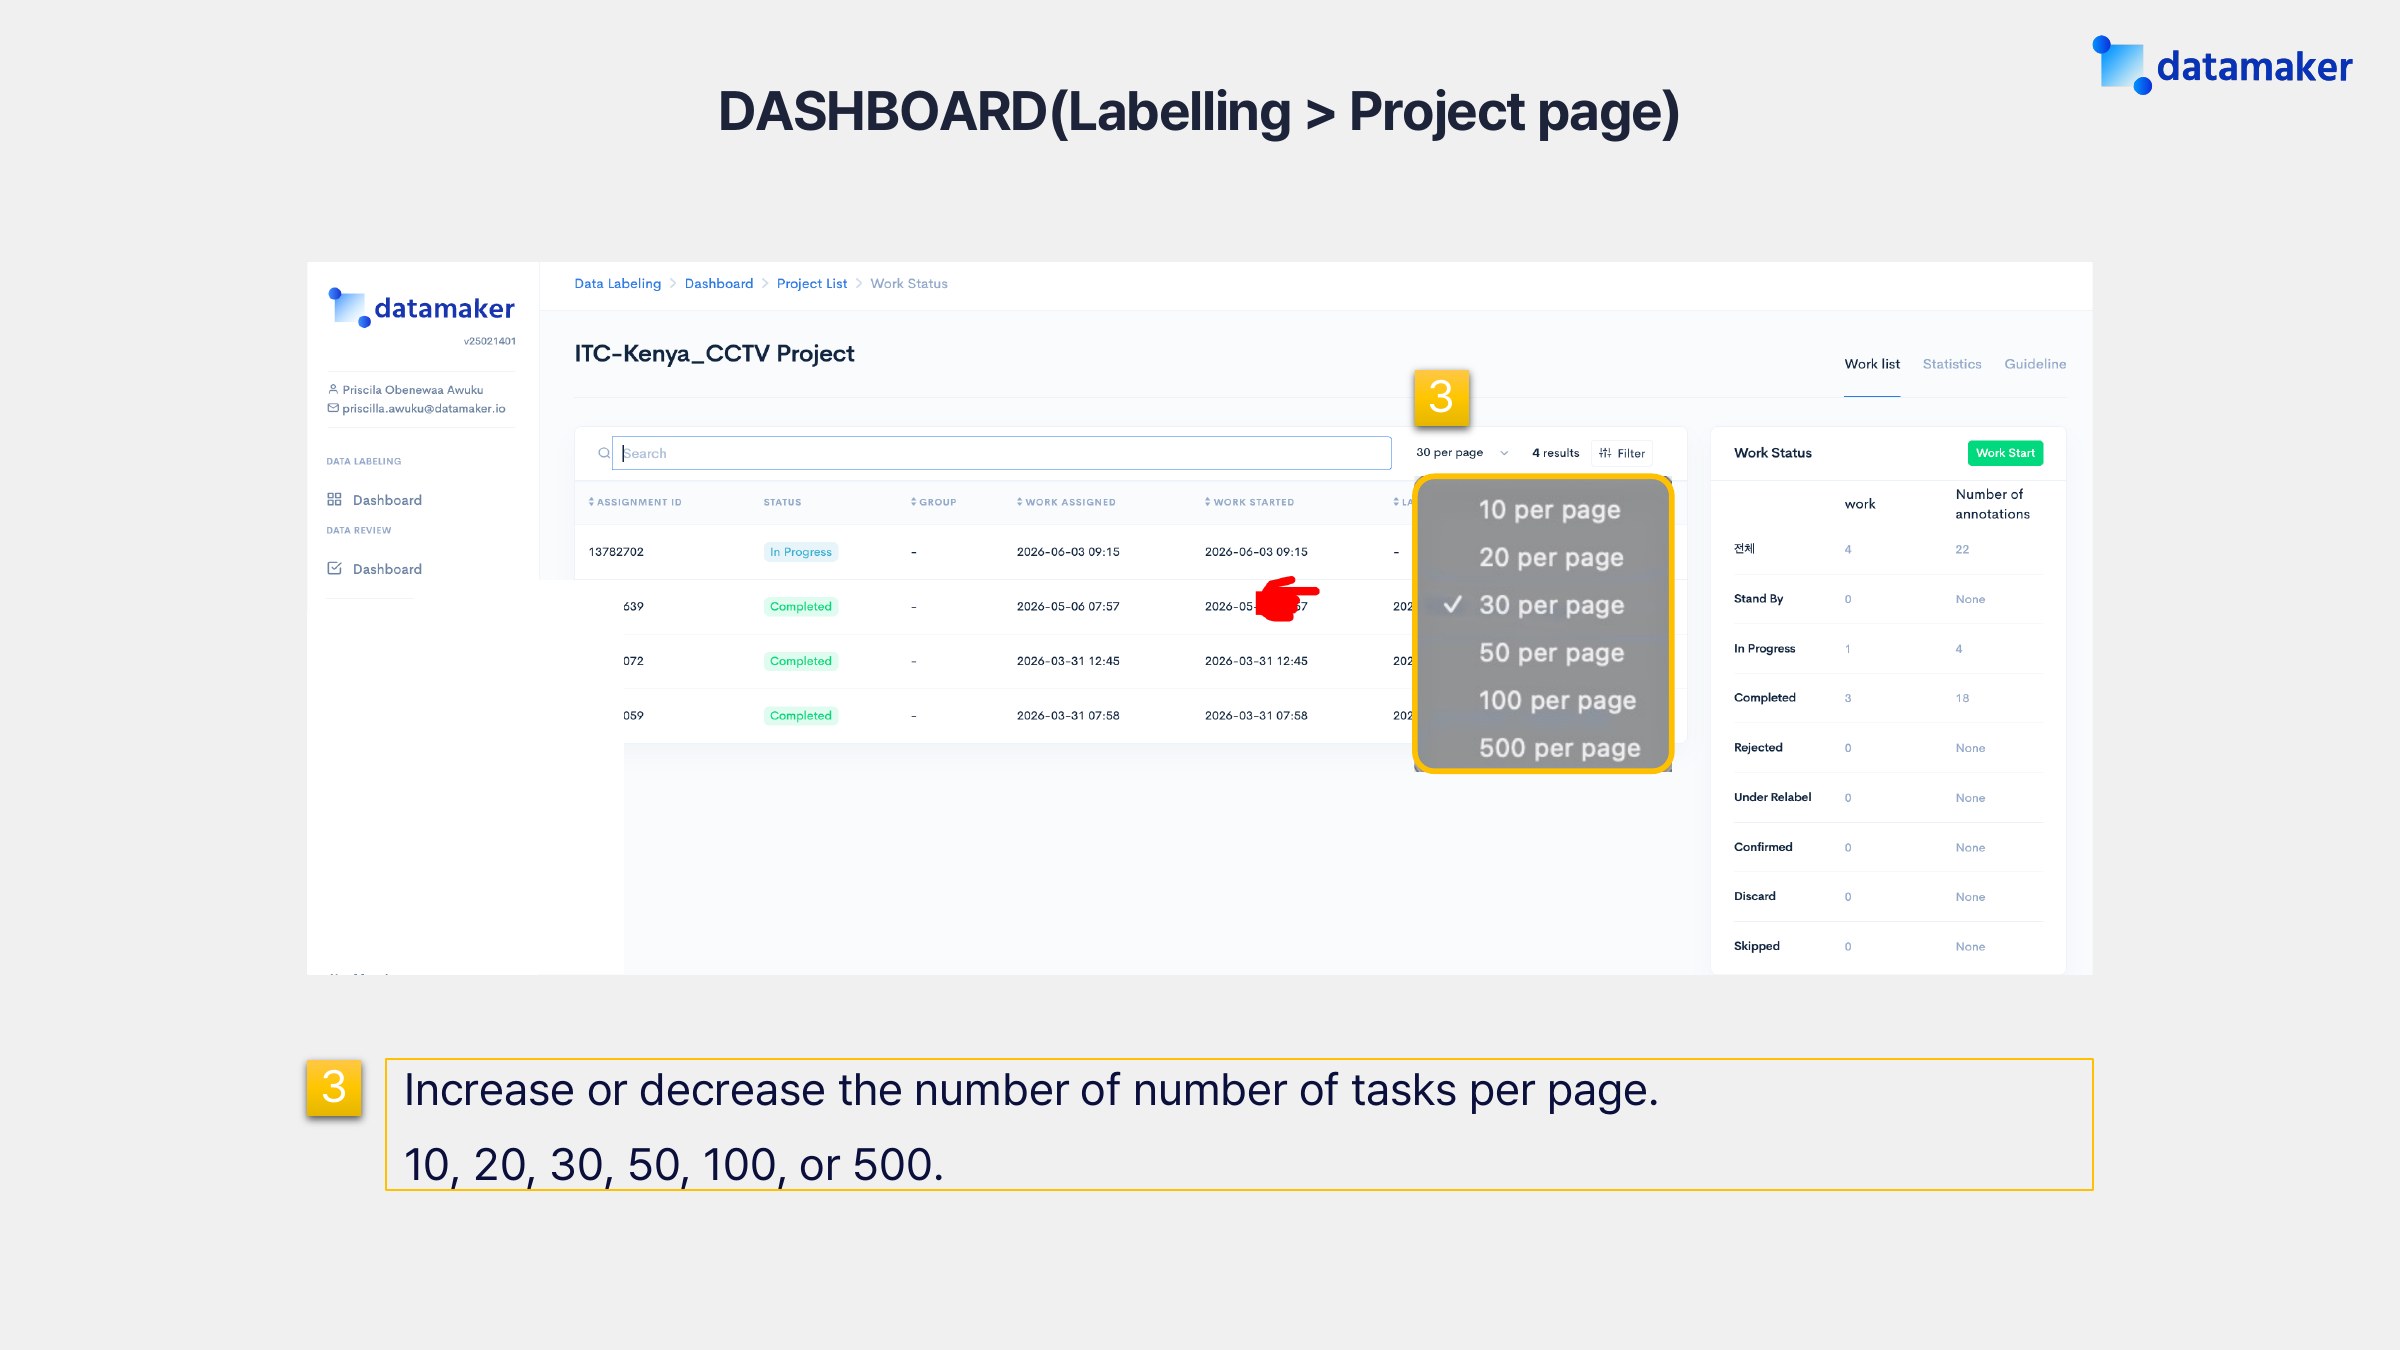 datamaker
DASHBOARD(Labelling > Project page)
datamaker
v25021401
Priscila Obenewaa Awuku
priscilla.awuku@datamaker.io
DATA LABELING
Dashboard
DATA REVIEW
Dashboard
Data Labeling > Dashboard > Project List > Work Status
ITC-Kenya_CCTV Project
Work list Statistics Guideline
3
Search
30 per page 4 results Filter
ASSIGNMENT ID STATUS GROUP WORK ASSIGNED WORK STARTED LA
13782702 In Progress - 2026-06-03 09:15 2026-06-03 09:15 -
639 Completed - 2026-05-06 07:57 2026-05- 57 202
072 Completed - 2026-03-31 12:45 2026-03-31 12:45 202
059 Completed - 2026-03-31 07:58 2026-03-31 07:58 202
10 per page
20 per page
✓ 30 per page
50 per page
100 per page
500 per page
Work Status Work Start
work Number of
annotations
전체 4 22
Stand By 0 None
In Progress 1 4
Completed 3 18
Rejected 0 None
Under Relabel 0 None
Confirmed 0 None
Discard 0 None
Skipped 0 None
3 Increase or decrease the number of number of tasks per page.
10, 20, 30, 50, 100, or 500.